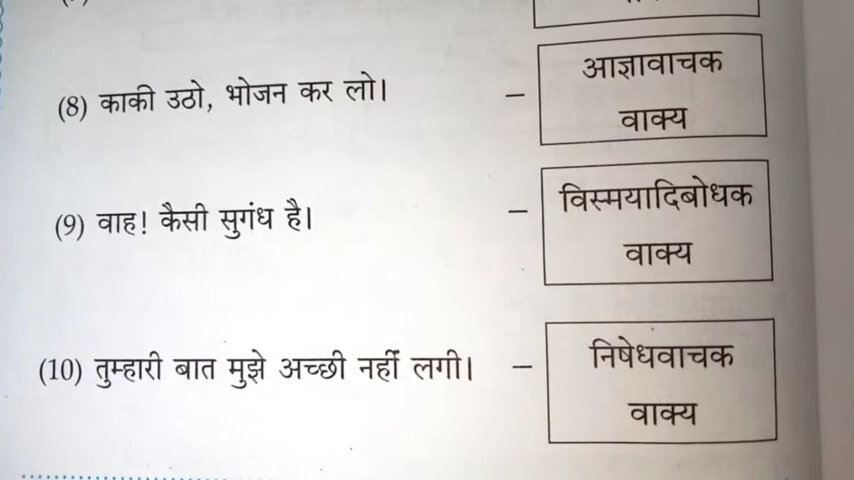 (8) काकी उठो, भोजन कर लो। – आज्ञावाचक
वाक्य
(9) वाह! कैसी सुगंध है। – विस्मयादिबोधक
वाक्य
(10) तुम्हारी बात मुझे अच्छी नहीं लगी। – निषेधवाचक
वाक्य